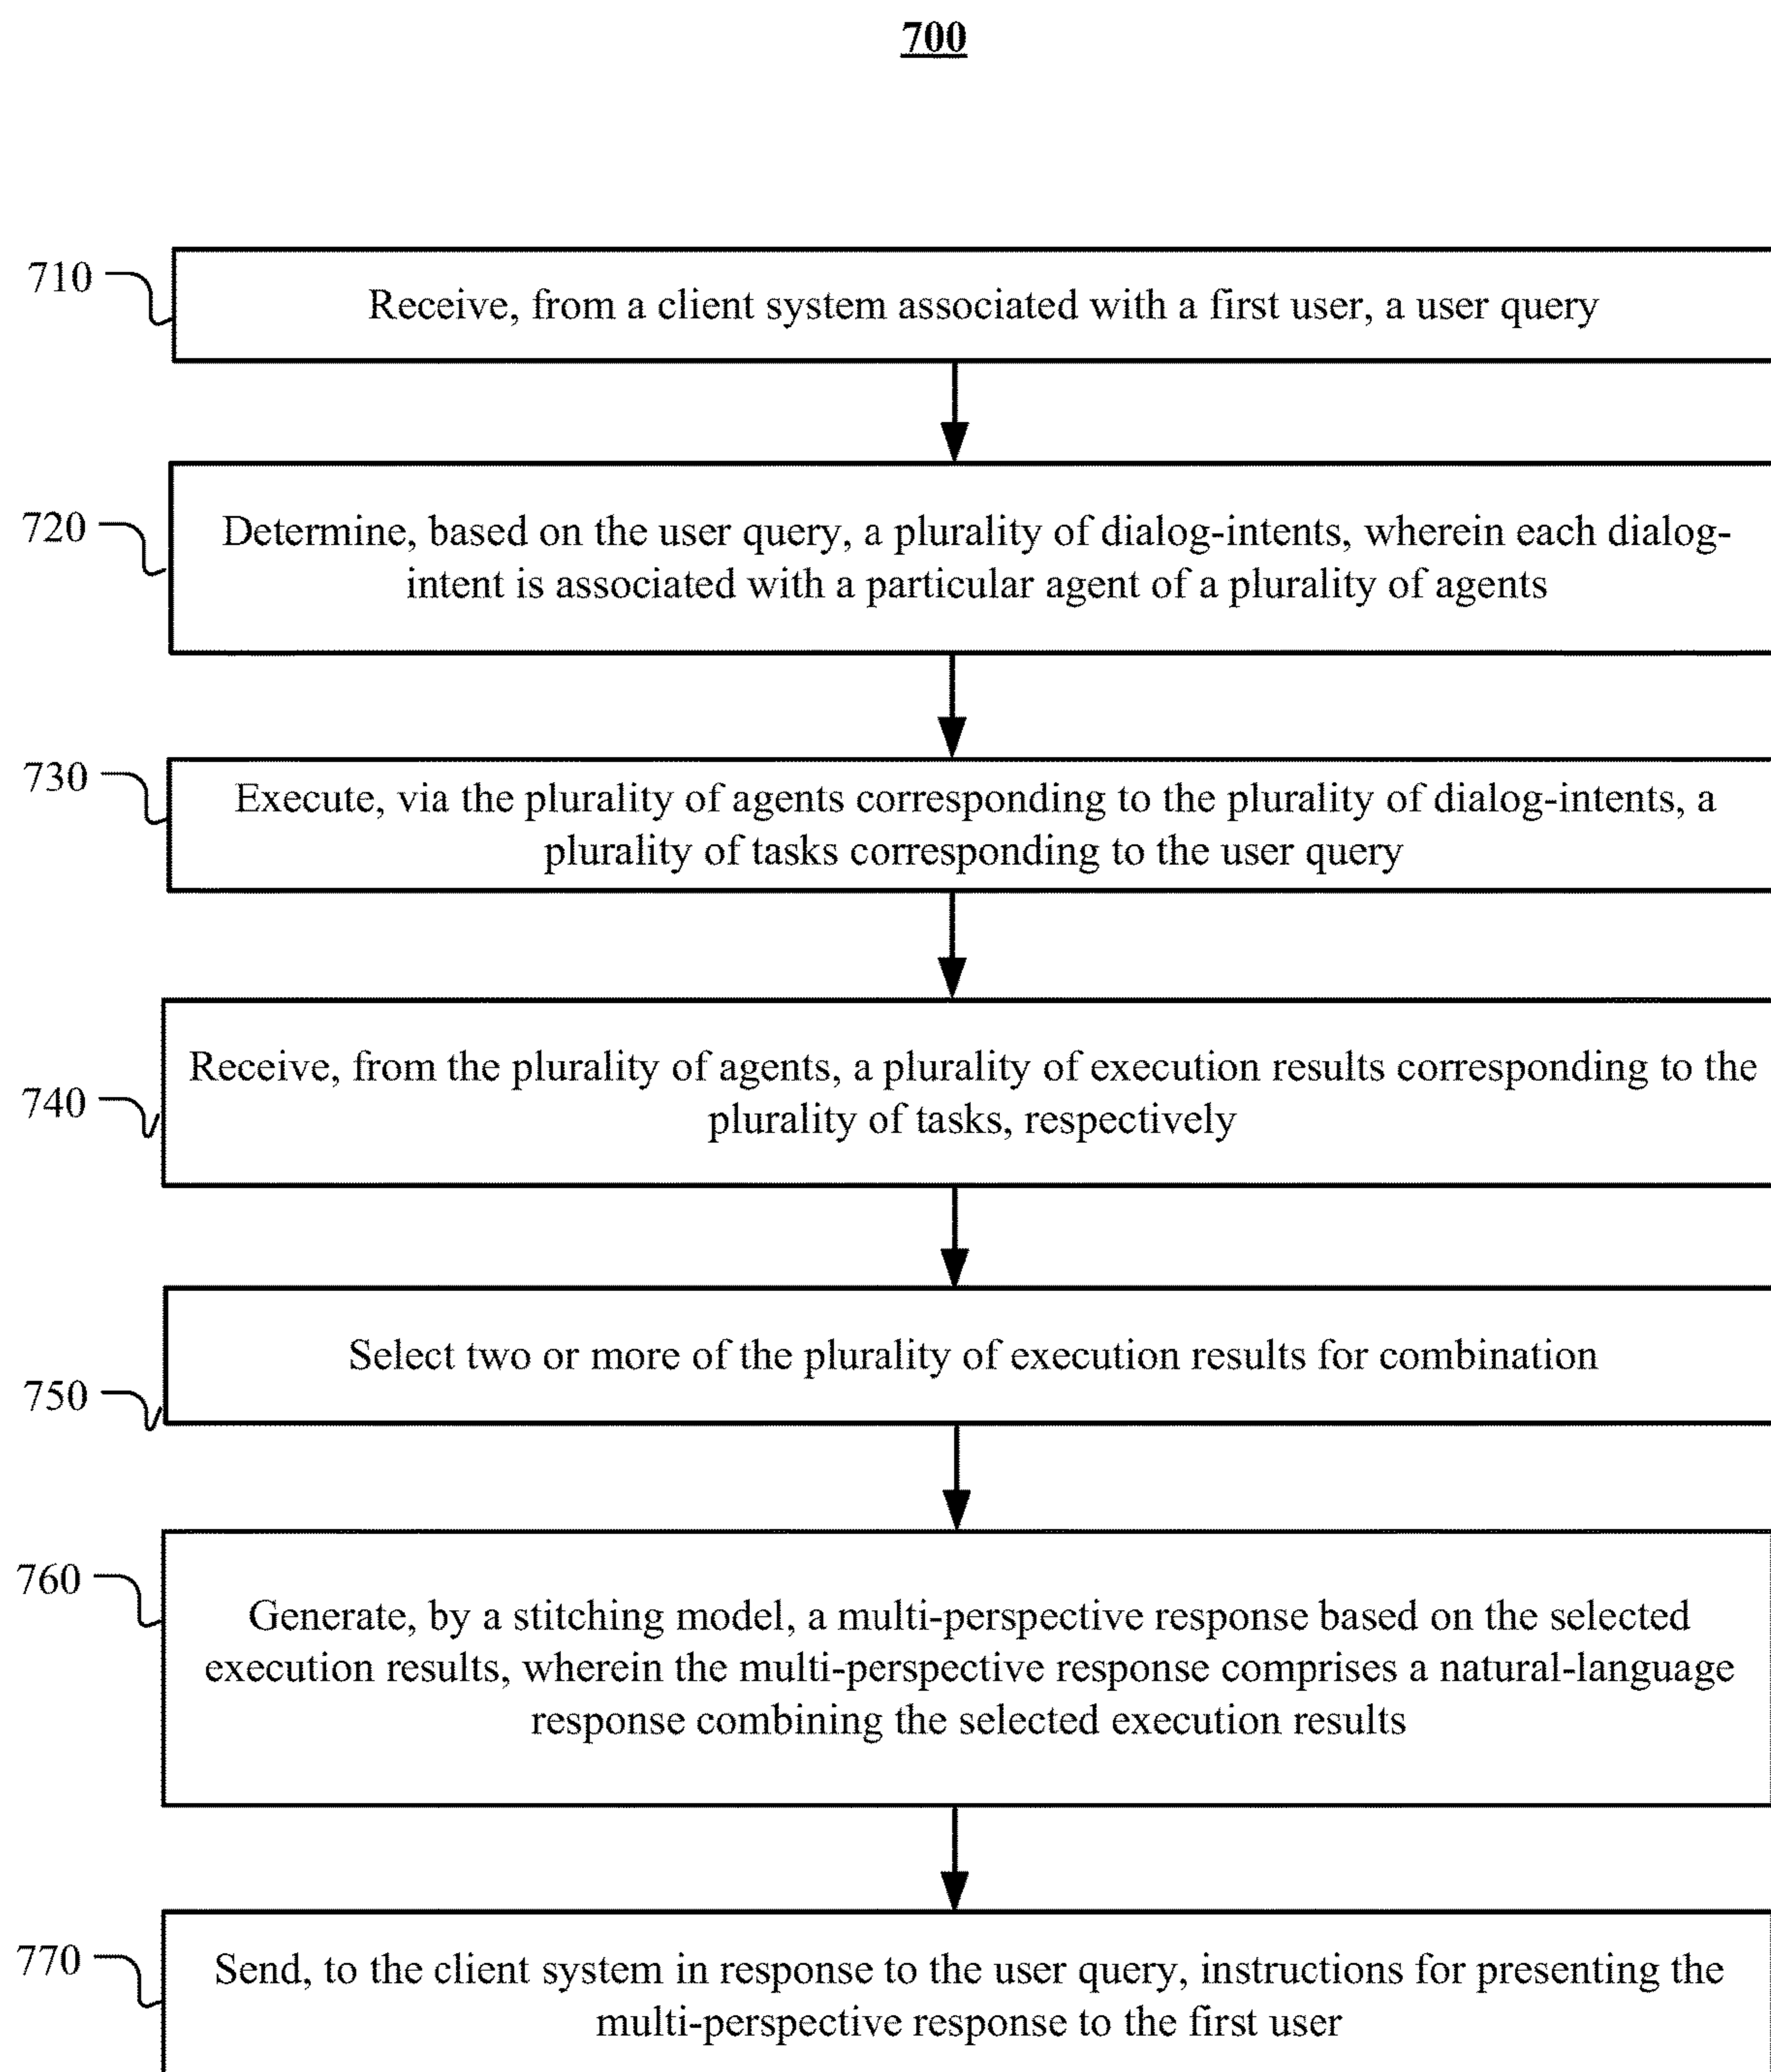 700
710
Receive, from a client system associated with a first user, a user query
720
Determine, based on the user query, a plurality of dialog-intents, wherein each dialog-
intent is associated with a particular agent of a plurality of agents
730
Execute, via the plurality of agents corresponding to the plurality of dialog-intents, a
plurality of tasks corresponding to the user query
740
Receive, from the plurality of agents, a plurality of execution results corresponding to the
plurality of tasks, respectively
750
Select two or more of the plurality of execution results for combination
760
Generate, by a stitching model, a multi-perspective response based on the selected
execution results, wherein the multi-perspective response comprises a natural-language
response combining the selected execution results
770
Send, to the client system in response to the user query, instructions for presenting the
multi-perspective response to the first user